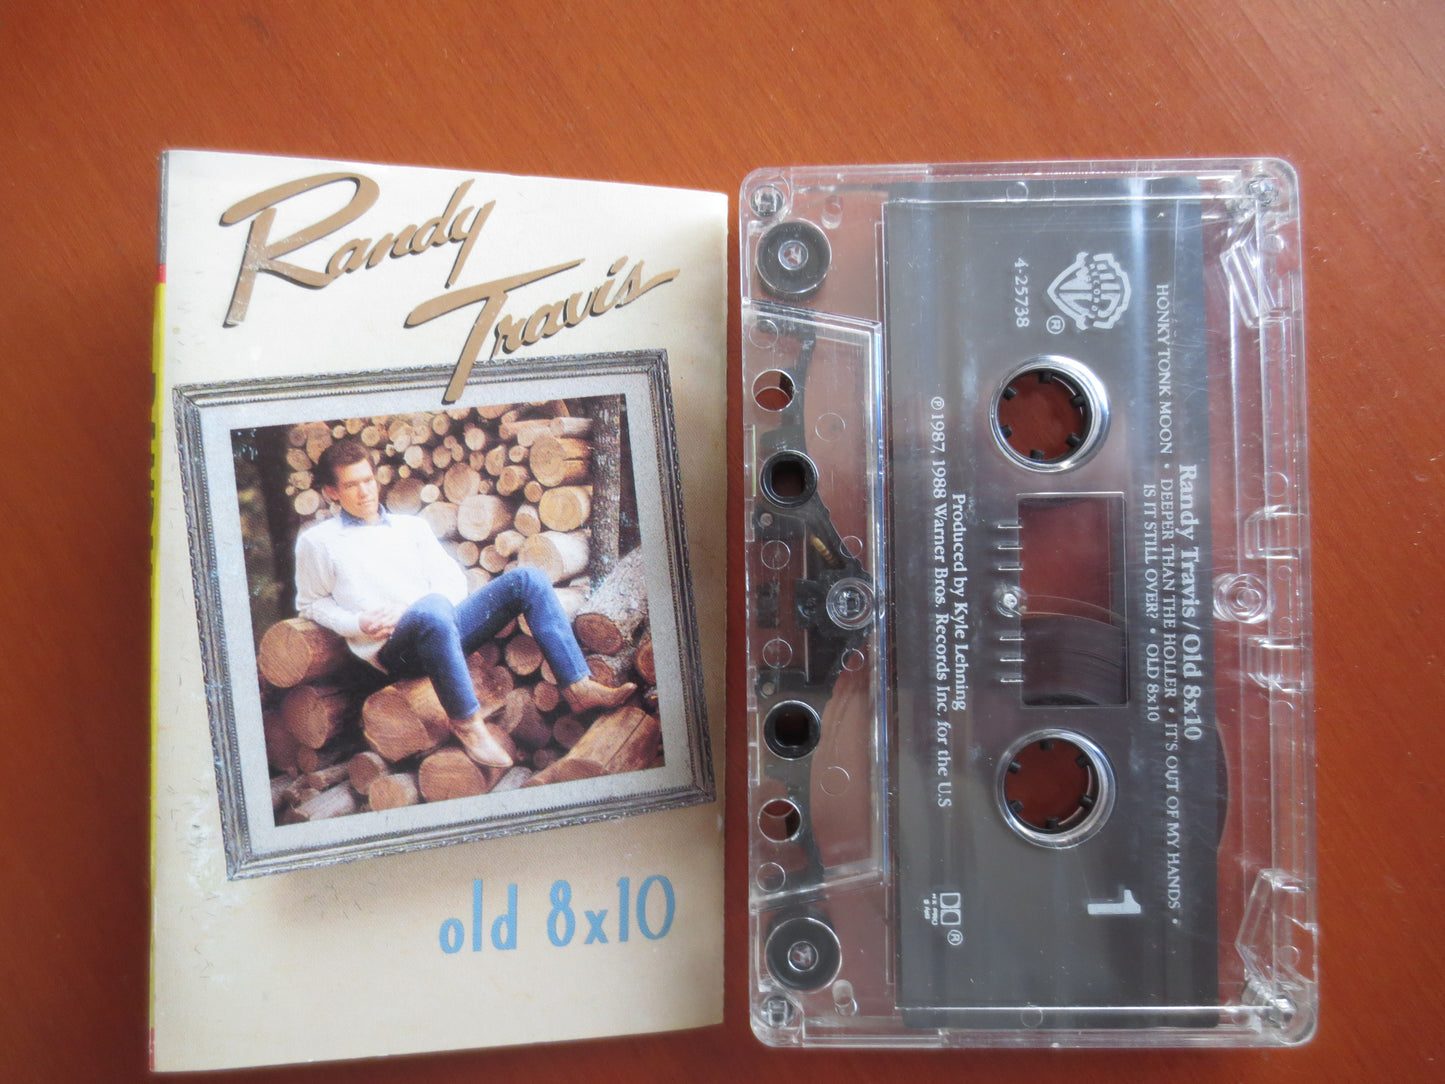 Randy
Travis
old 8x10
Randy Travis / Old 8x10
HONKY TONK MOON • DEEPER THAN THE HOLLER • IT'S OUT OF MY HANDS •
IS IT STILL OVER? • OLD 8x10
4-25738
®
Produced by Kyle Lehning
℗1987, 1988 Warner Bros. Records Inc. for the U.S
1
®